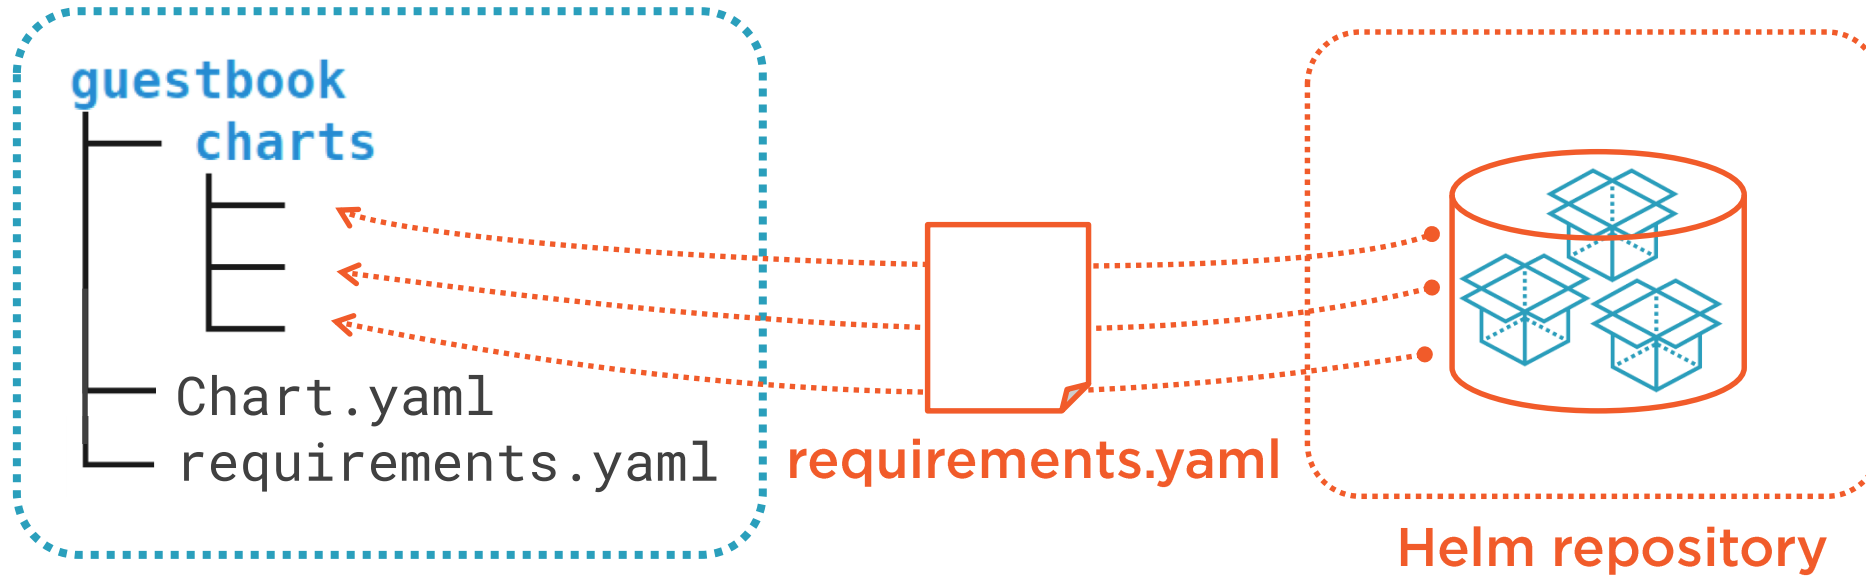 guestbook
charts
Chart.yaml
requirements.yaml
requirements.yaml
Helm repository